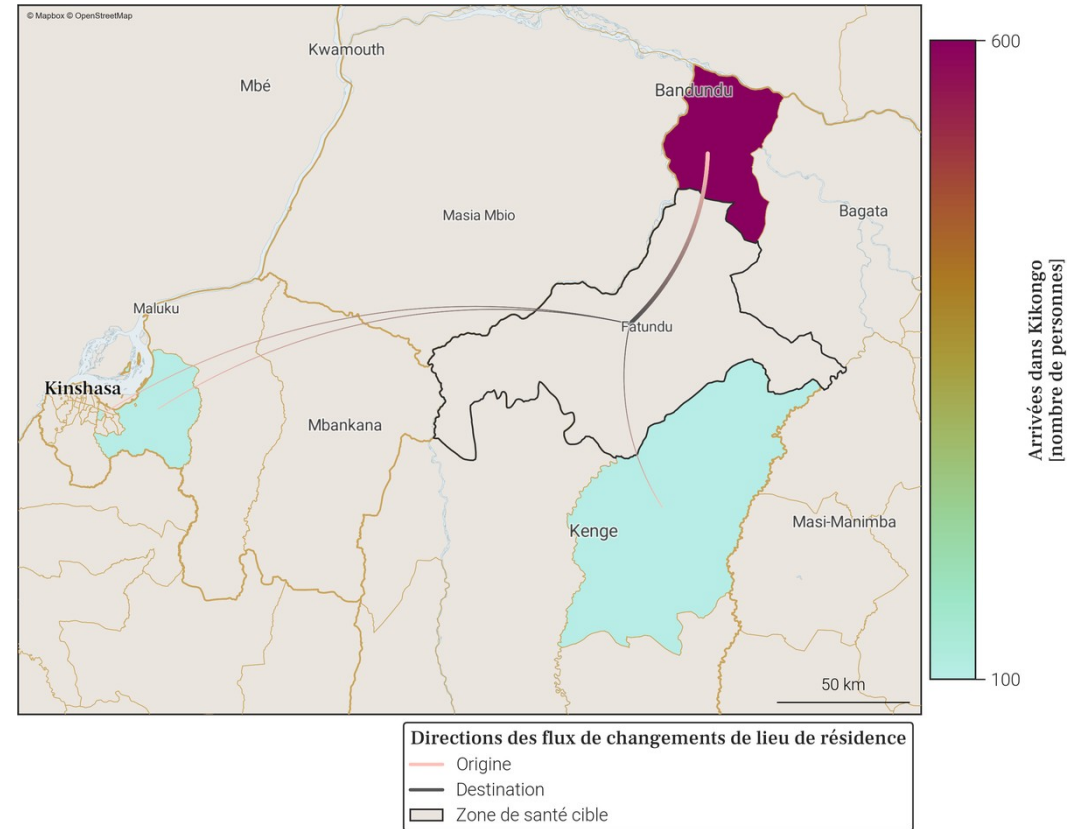 © Mapbox © OpenStreetMap
Kwamouth
Mbé
Bandundu
Masia Mbio
Bagata
Maluku
Fatundu
Kinshasa
Mbankana
Kenge
Masi-Manimba
50 km
600
100
Arrivées dans Kikongo
[nombre de personnes]
Directions des flux de changements de lieu de résidence
Origine
Destination
Zone de santé cible